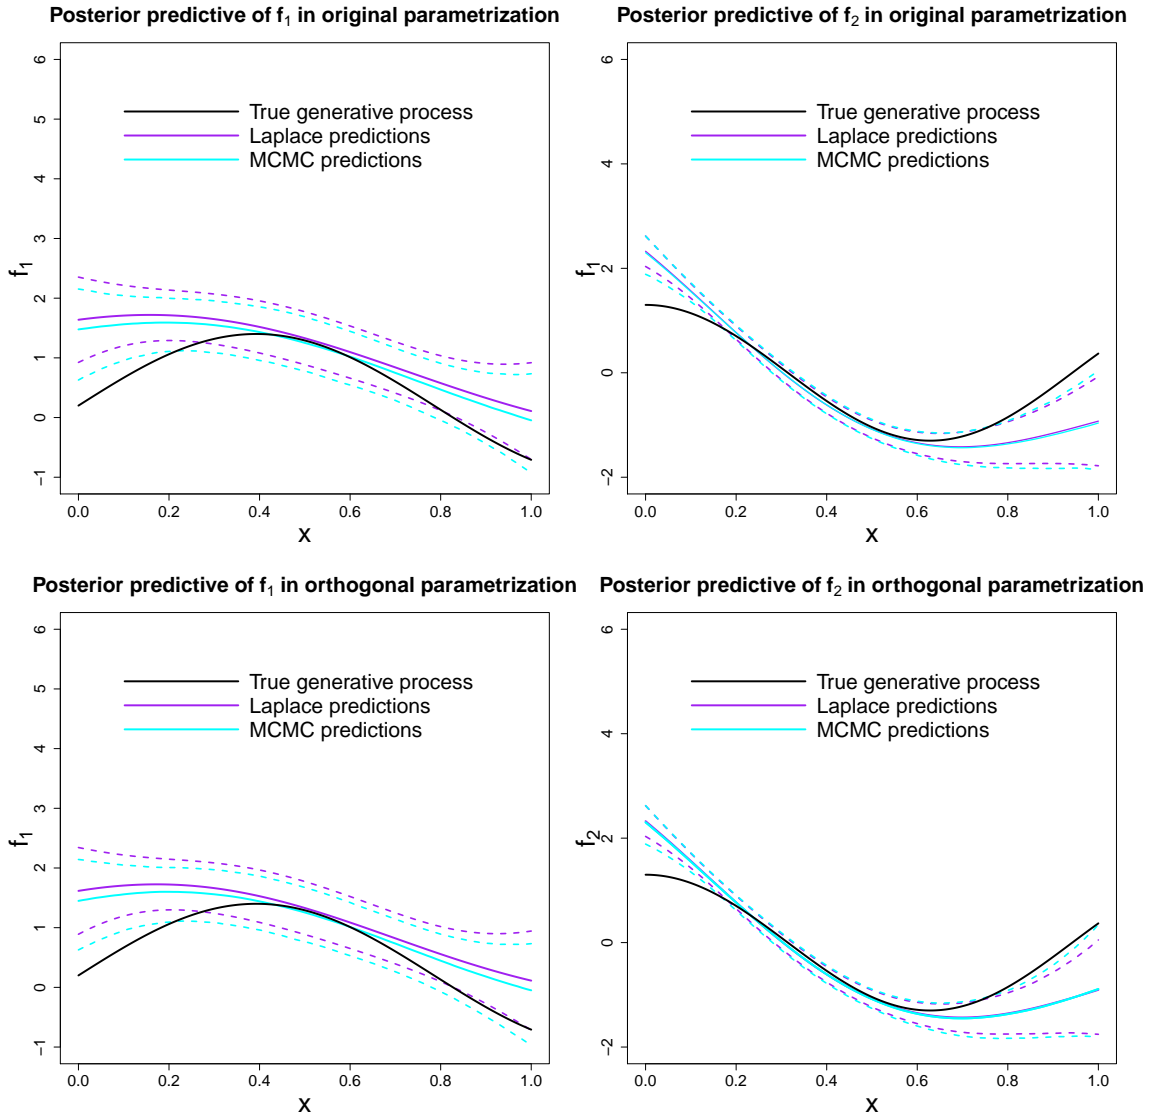 Posterior predictive of f₁ in original parametrization
6
5
4
3
2
1
0
−1
f₁
True generative process
Laplace predictions
MCMC predictions
0.0 0.2 0.4 0.6 0.8 1.0
x
Posterior predictive of f₂ in original parametrization
6
4
2
0
−2
f₁
True generative process
Laplace predictions
MCMC predictions
0.0 0.2 0.4 0.6 0.8 1.0
x
Posterior predictive of f₁ in orthogonal parametrization
6
5
4
3
2
1
0
−1
f₁
True generative process
Laplace predictions
MCMC predictions
0.0 0.2 0.4 0.6 0.8 1.0
x
Posterior predictive of f₂ in orthogonal parametrization
6
4
2
0
−2
f₂
True generative process
Laplace predictions
MCMC predictions
0.0 0.2 0.4 0.6 0.8 1.0
x